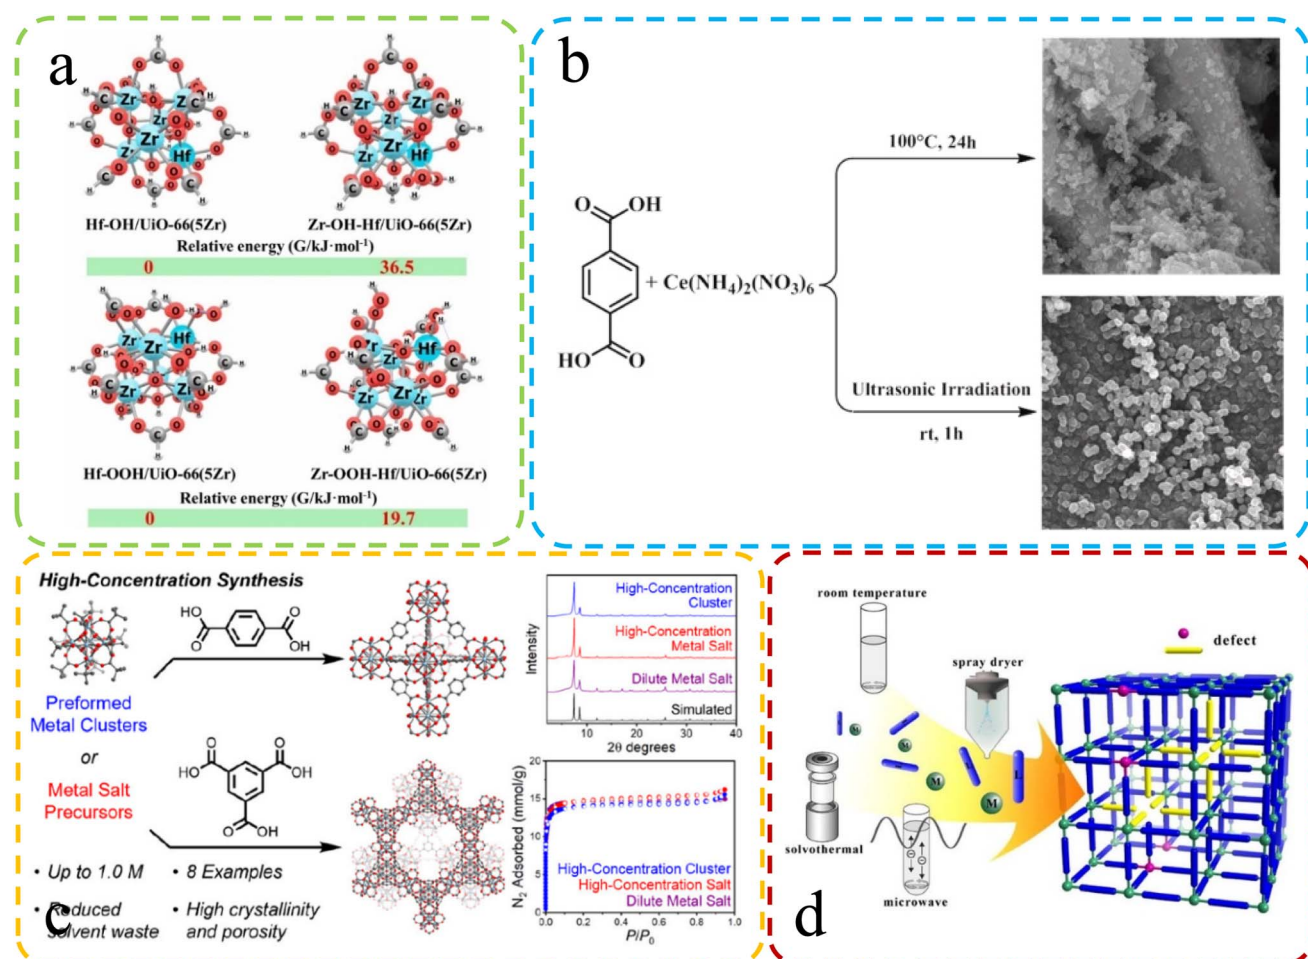 a
Hf-OH/UiO-66(5Zr)
Zr-OH-Hf/UiO-66(5Zr)
Relative energy (G/kJ·mol⁻¹)
0
36.5
Hf-OOH/UiO-66(5Zr)
Zr-OOH-Hf/UiO-66(5Zr)
Relative energy (G/kJ·mol⁻¹)
0
19.7
b
O
OH
HO
O
+ Ce(NH₄)₂(NO₃)₆
100°C, 24h
Ultrasonic Irradiation
rt, 1h
High-Concentration Synthesis
HO
O
O
OH
Preformed
Metal Clusters
or
Metal Salt
Precursors
O
O
HO
OH
O
OH
• Up to 1.0 M
• Reduced
solvent waste
• 8 Examples
• High crystallinity
and porosity
Intensity
High-Concentration
Cluster
High-Concentration
Metal Salt
Dilute Metal Salt
Simulated
10
20
30
40
2θ degrees
N₂ Adsorbed (mmol/g)
20
15
10
5
0
High-Concentration Cluster
High-Concentration Salt
Dilute Metal Salt
0.0
0.2
0.4
0.6
0.8
1.0
P/P₀
c
room temperature
spray dryer
defect
M
M
M
M
L
solvothermal
microwave
d